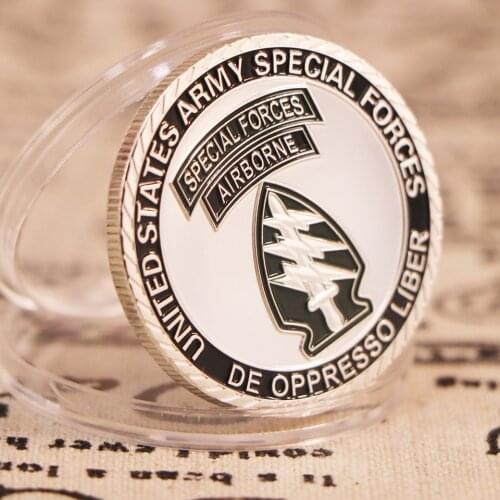 UNITED STATES ARMY SPECIAL FORCES
SPECIAL FORCES
AIRBORNE
DE OPPRESSO LIBER